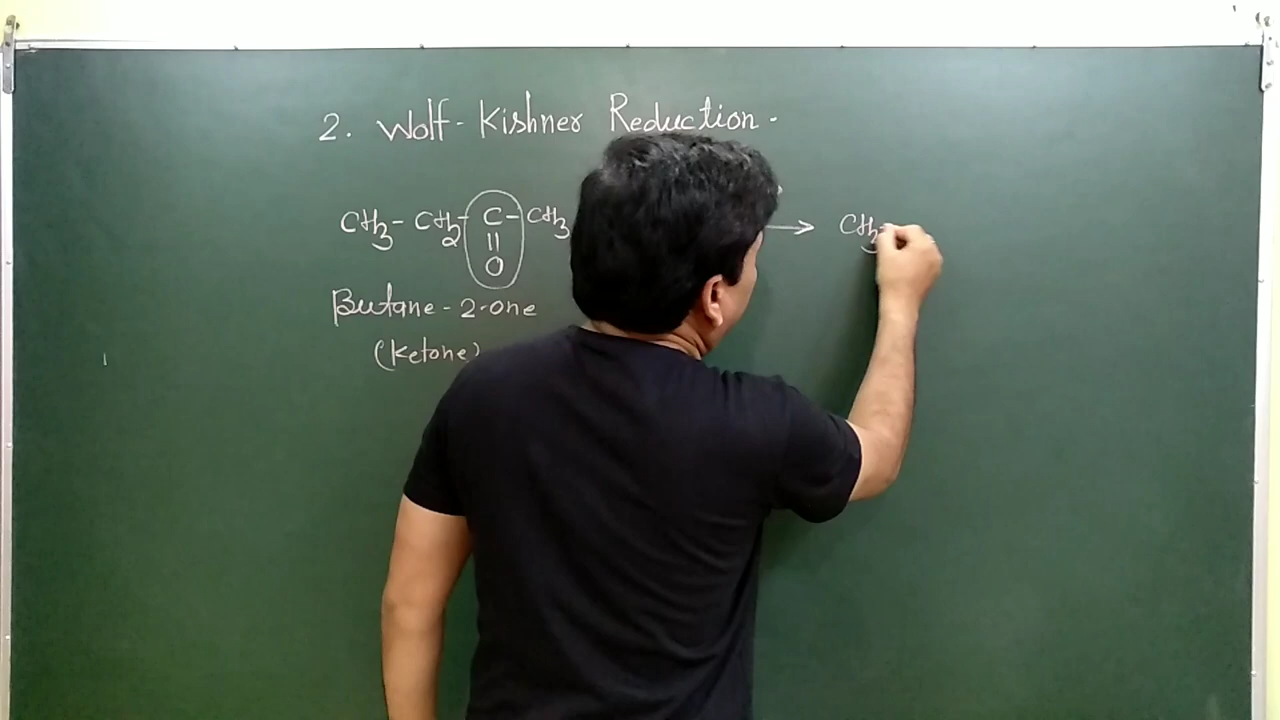 2. Wolf-Kishner Reduction.
CH3-CH2-C-CH3 → CH3-
||
O
Butane-2-one
(Ketone)